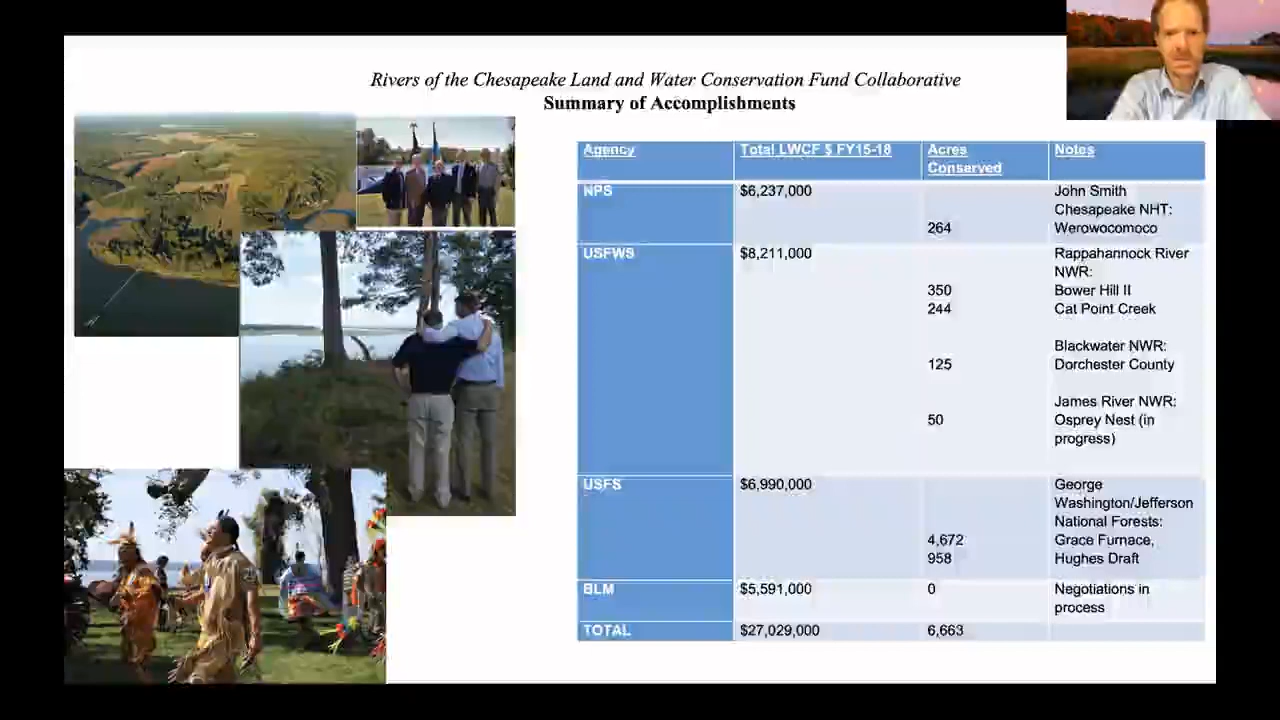 Rivers of the Chesapeake Land and Water Conservation Fund Collaborative
Summary of Accomplishments
Agency Total LWCF $ FY15-18 Acres Notes
Conserved
NPS $6,237,000 John Smith
Chesapeake NHT:
264 Werowocomoco
USFWS $8,211,000 Rappahannock River
NWR:
350 Bower Hill II
244 Cat Point Creek
Blackwater NWR:
125 Dorchester County
James River NWR:
50 Osprey Nest (in
progress)
USFS $6,990,000 George
Washington/Jefferson
National Forests:
4,672 Grace Furnace,
958 Hughes Draft
BLM $5,591,000 0 Negotiations in
process
TOTAL $27,029,000 6,663